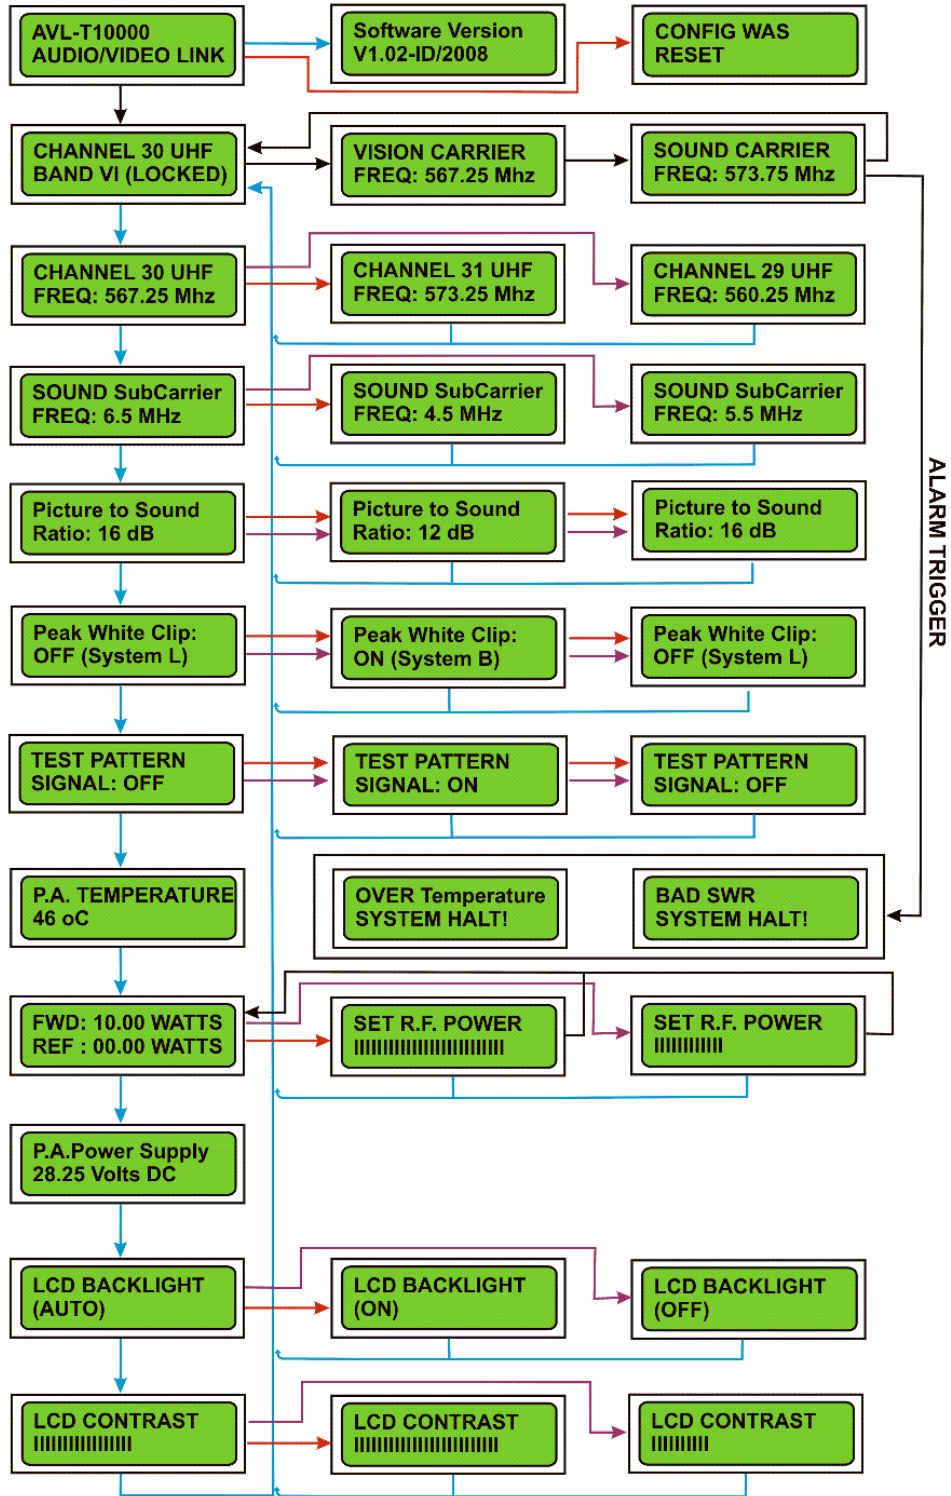 AVL-T10000
AUDIO/VIDEO LINK
Software Version
V1.02-ID/2008
CONFIG WAS
RESET
CHANNEL 30 UHF
BAND VI (LOCKED)
VISION CARRIER
FREQ: 567.25 Mhz
SOUND CARRIER
FREQ: 573.75 Mhz
CHANNEL 30 UHF
FREQ: 567.25 Mhz
CHANNEL 31 UHF
FREQ: 573.25 Mhz
CHANNEL 29 UHF
FREQ: 560.25 Mhz
SOUND SubCarrier
FREQ: 6.5 MHz
SOUND SubCarrier
FREQ: 4.5 MHz
SOUND SubCarrier
FREQ: 5.5 MHz
Picture to Sound
Ratio: 16 dB
Picture to Sound
Ratio: 12 dB
Picture to Sound
Ratio: 16 dB
ALARM TRIGGER
Peak White Clip:
OFF (System L)
Peak White Clip:
ON (System B)
Peak White Clip:
OFF (System L)
TEST PATTERN
SIGNAL: OFF
TEST PATTERN
SIGNAL: ON
TEST PATTERN
SIGNAL: OFF
P.A. TEMPERATURE
46 oC
OVER Temperature
SYSTEM HALT!
BAD SWR
SYSTEM HALT!
FWD: 10.00 WATTS
REF : 00.00 WATTS
SET R.F. POWER
SET R.F. POWER
P.A.Power Supply
28.25 Volts DC
LCD BACKLIGHT
(AUTO)
LCD BACKLIGHT
(ON)
LCD BACKLIGHT
(OFF)
LCD CONTRAST
LCD CONTRAST
LCD CONTRAST